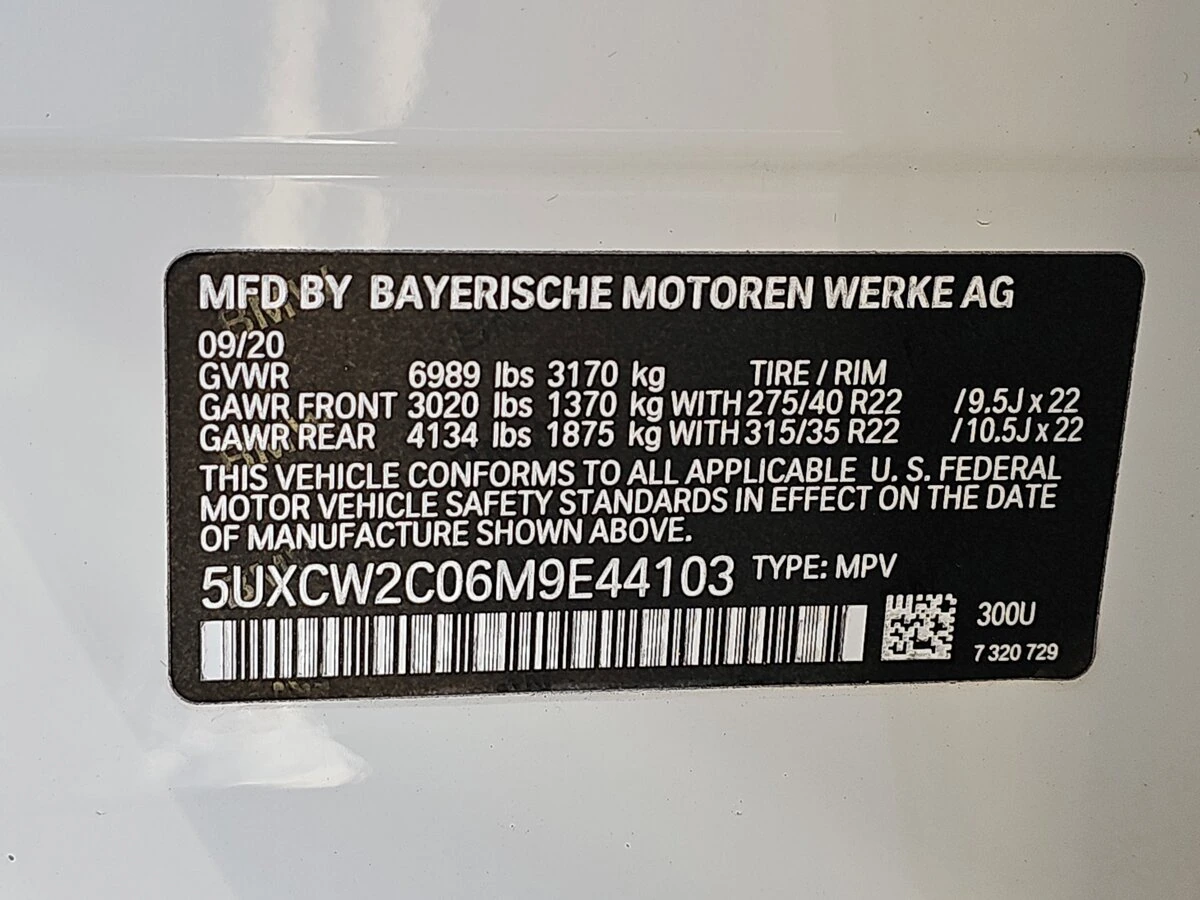 MFD BY BAYERISCHE MOTOREN WERKE AG
09/20
GVWR 6989 lbs 3170 kg TIRE / RIM
GAWR FRONT 3020 lbs 1370 kg WITH 275/40 R22 /9.5J x 22
GAWR REAR 4134 lbs 1875 kg WITH 315/35 R22 /10.5J x 22
THIS VEHICLE CONFORMS TO ALL APPLICABLE U. S. FEDERAL
MOTOR VEHICLE SAFETY STANDARDS IN EFFECT ON THE DATE
OF MANUFACTURE SHOWN ABOVE.
5UXCW2C06M9E44103 TYPE: MPV
300U
7 320 729